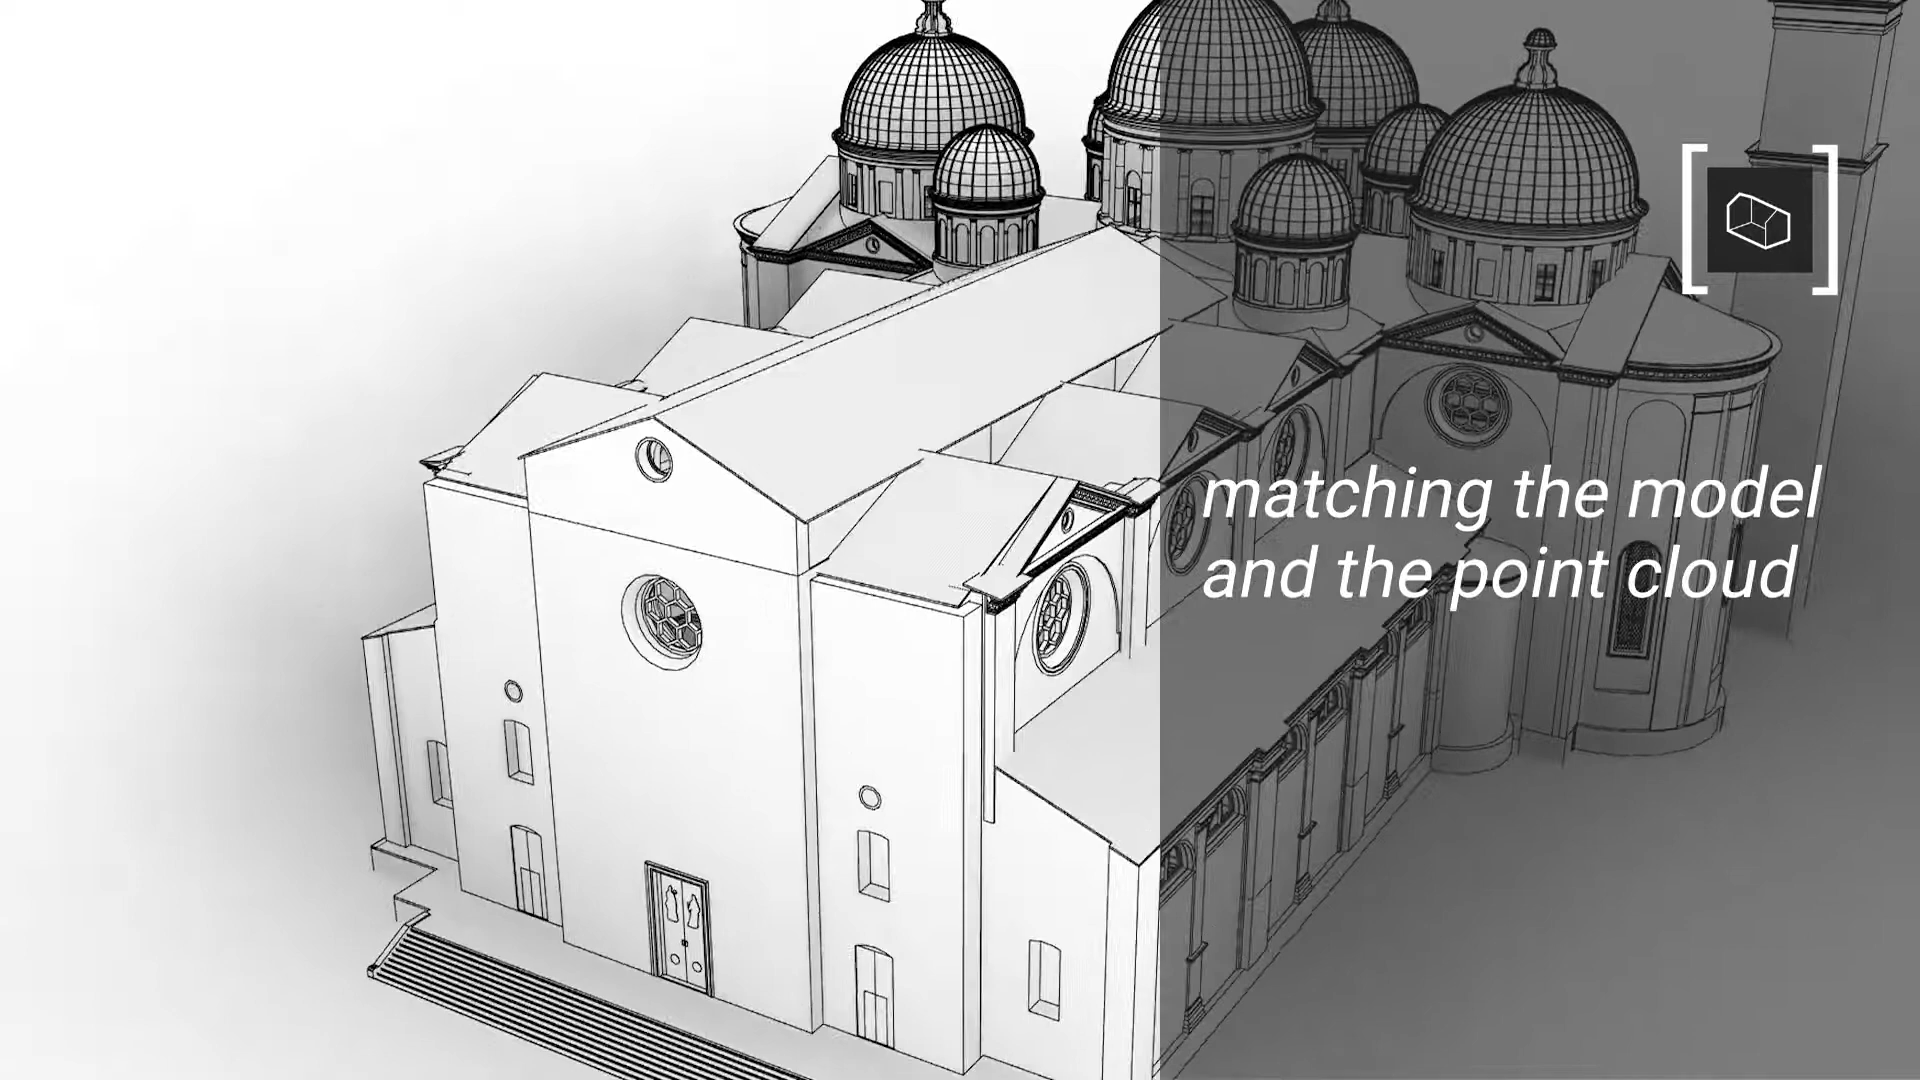 matching the model
and the point cloud